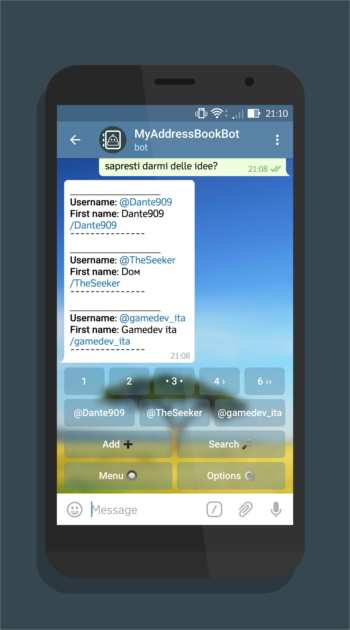 21:10
MyAddressBookBot
bot
sapresti darmi delle idee?
21:08
Username: @Dante909
First name: Dante909
/Dante909
Username: @TheSeeker
First name: Dᴏᴍ
/TheSeeker
Username: @gamedev_ita
First name: Gamedev ita
/gamedev_ita
21:08
1 2 • 3 • 4 › 6 ››
@Dante909 @TheSeeker @gamedev_ita
Add ➕ Search 🔎
Menu 🔘 Options ⚙
Message